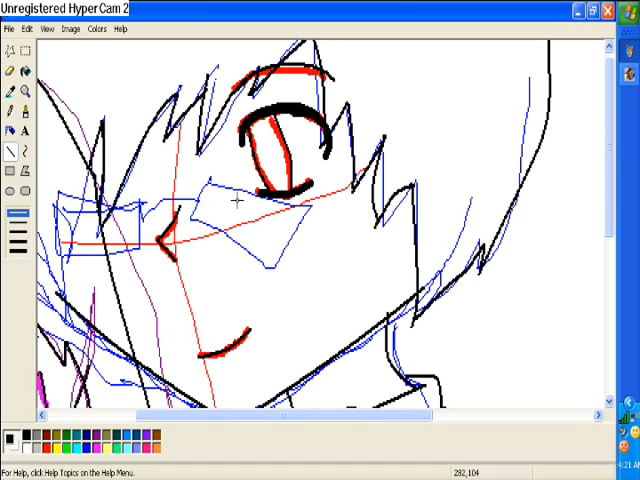 Unregistered HyperCam 2
File Edit View Image Colors Help
A
For Help, click Help Topics on the Help Menu.
282,104
4:21 AM